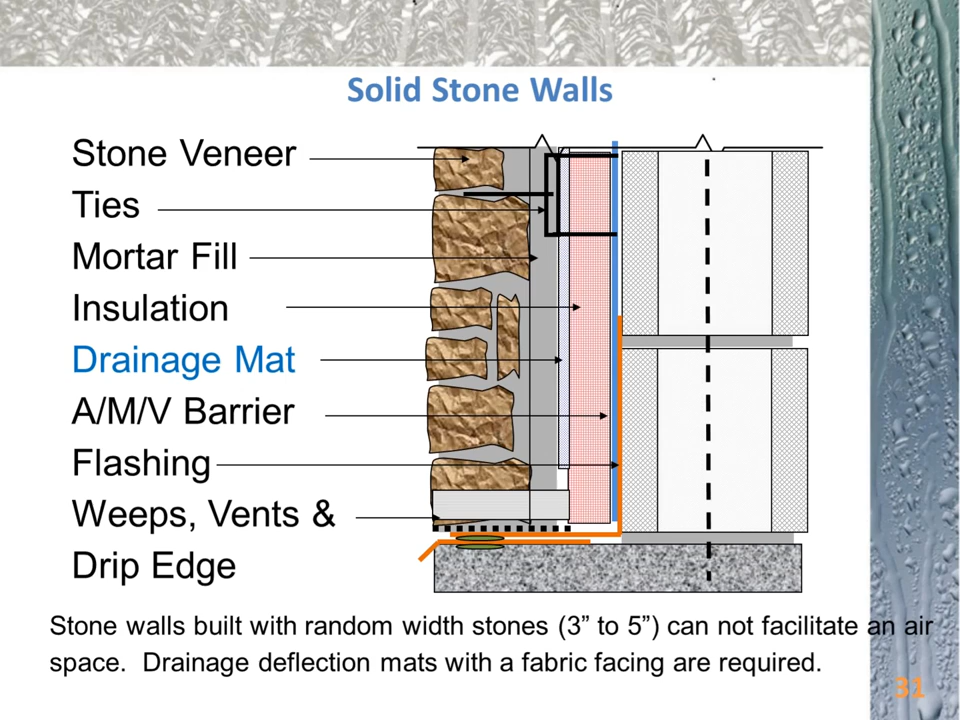 Solid Stone Walls
Stone Veneer
Ties
Mortar Fill
Insulation
Drainage Mat
A/M/V Barrier
Flashing
Weeps, Vents &
Drip Edge
Stone walls built with random width stones (3” to 5”) can not facilitate an air
space.  Drainage deflection mats with a fabric facing are required.
31